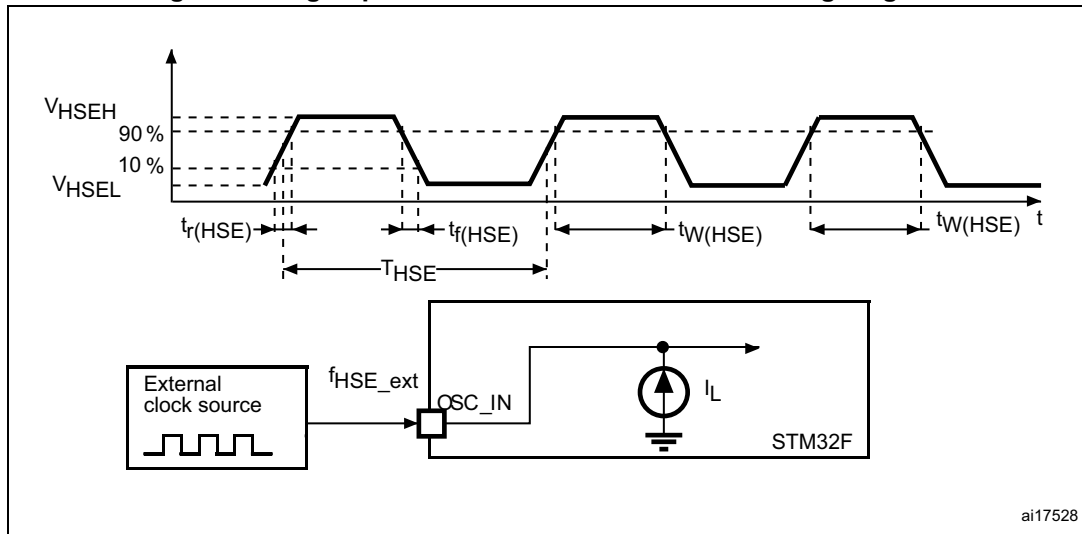 VHSEH
90 %
10 %
VHSEL
tr(HSE)
tf(HSE)
tW(HSE)
tW(HSE)
t
THSE
External
clock source
fHSE_ext
OSC_IN
IL
STM32F
ai17528